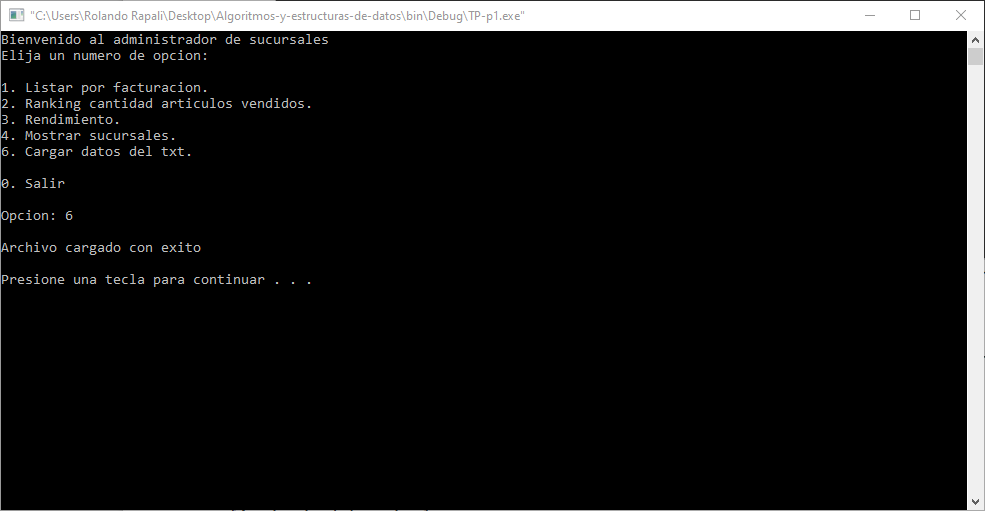 "C:\Users\Rolando Rapali\Desktop\Algoritmos-y-estructuras-de-datos\bin\Debug\TP-p1.exe"
Bienvenido al administrador de sucursales
Elija un numero de opcion:
1. Listar por facturacion.
2. Ranking cantidad articulos vendidos.
3. Rendimiento.
4. Mostrar sucursales.
6. Cargar datos del txt.
0. Salir
Opcion: 6
Archivo cargado con exito
Presione una tecla para continuar . . .